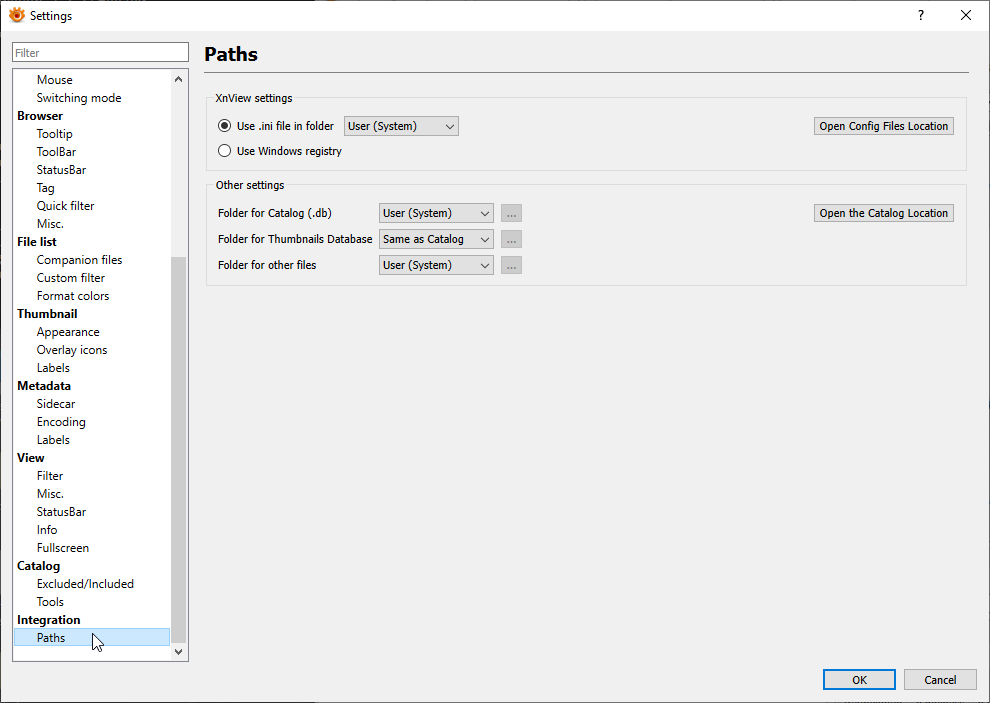 Settings
?
Filter
Mouse
Switching mode
Browser
Tooltip
ToolBar
StatusBar
Tag
Quick filter
Misc.
File list
Companion files
Custom filter
Format colors
Thumbnail
Appearance
Overlay icons
Labels
Metadata
Sidecar
Encoding
Labels
View
Filter
Misc.
StatusBar
Info
Fullscreen
Catalog
Excluded/Included
Tools
Integration
Paths
Paths
XnView settings
Use .ini file in folder User (System) Open Config Files Location
Use Windows registry
Other settings
Folder for Catalog (.db) User (System) ... Open the Catalog Location
Folder for Thumbnails Database Same as Catalog ...
Folder for other files User (System) ...
OK Cancel